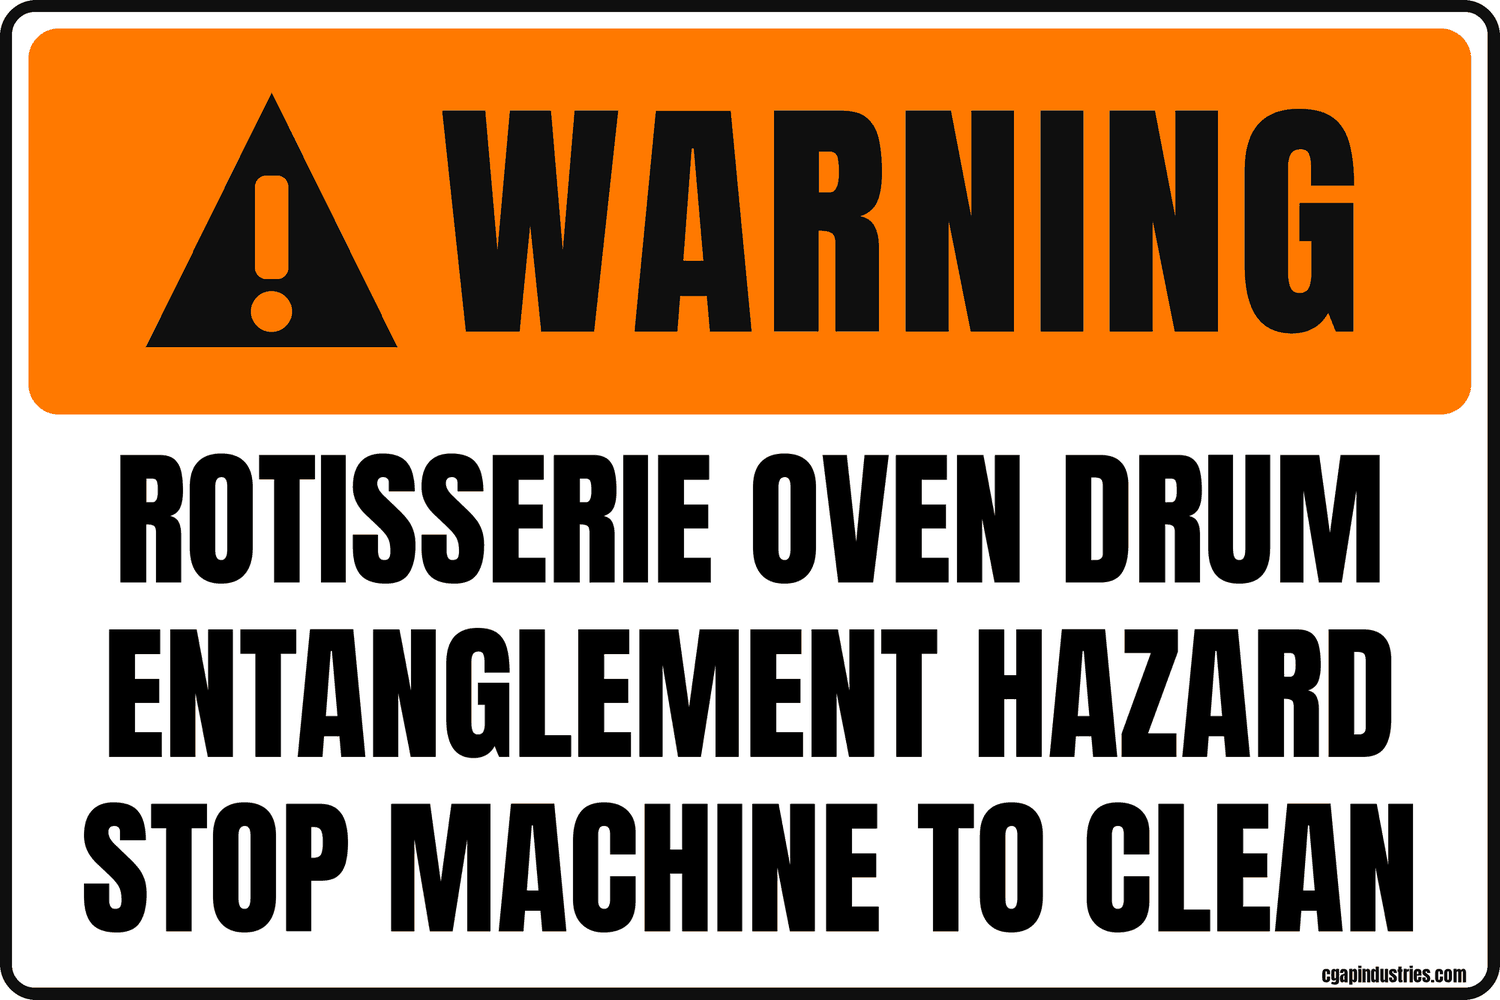 WARNING
ROTISSERIE OVEN DRUM
ENTANGLEMENT HAZARD
STOP MACHINE TO CLEAN
cgapindustries.com